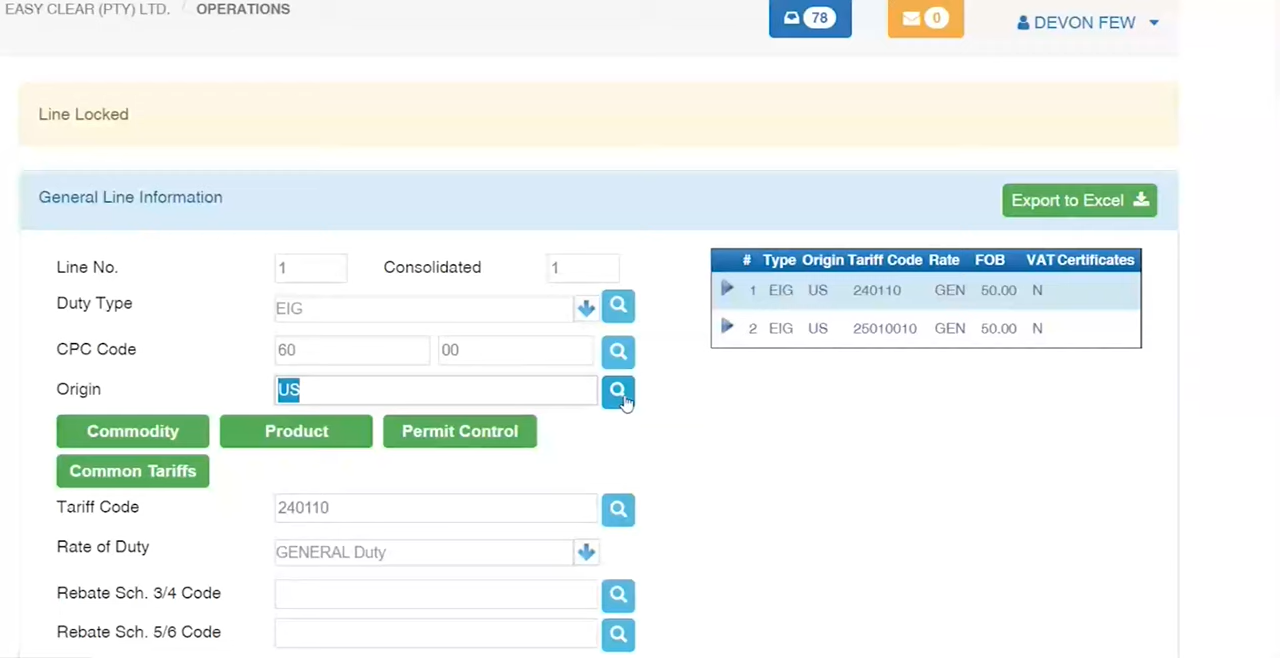 EASY CLEAR (PTY) LTD. / OPERATIONS
78
0
DEVON FEW
Line Locked
General Line Information
Export to Excel
Line No. 1 Consolidated 1
Duty Type EIG
CPC Code 60 00
Origin US
Commodity Product Permit Control
Common Tariffs
Tariff Code 240110
Rate of Duty GENERAL Duty
Rebate Sch. 3/4 Code
Rebate Sch. 5/6 Code
# Type Origin Tariff Code Rate FOB VAT Certificates
1 EIG US 240110 GEN 50.00 N
2 EIG US 25010010 GEN 50.00 N